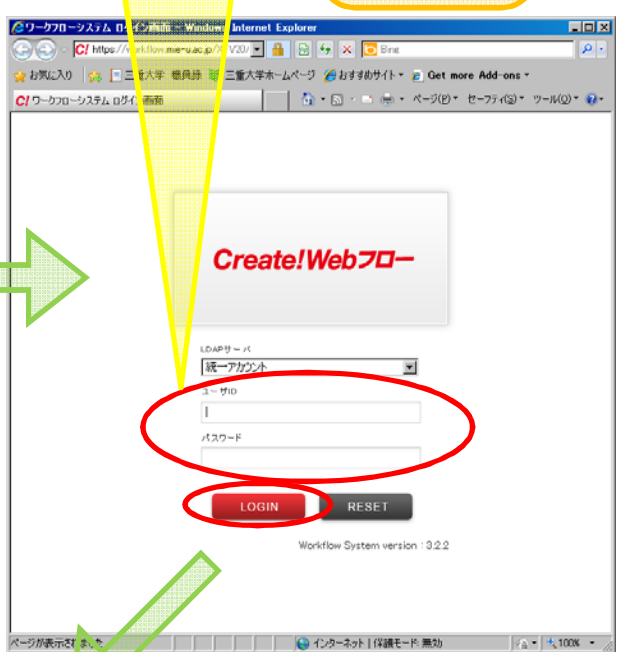 ワークフローシステム ログイン画面 - Windows Internet Explorer
https://workflow.mie-u.ac.jp/XFV20/ Bing
お気に入り 三重大学 職員録 三重大学ホームページ おすすめサイト Get more Add-ons
ワークフローシステム ログイン画面 ページ(P) セーフティ(S) ツール(O)
Create!Webフロー
LDAPサーバ
統一アカウント
ユーザID
パスワード
LOGIN RESET
Workflow System version : 3.2.2
ページが表示されました インターネット | 保護モード: 無効 100%